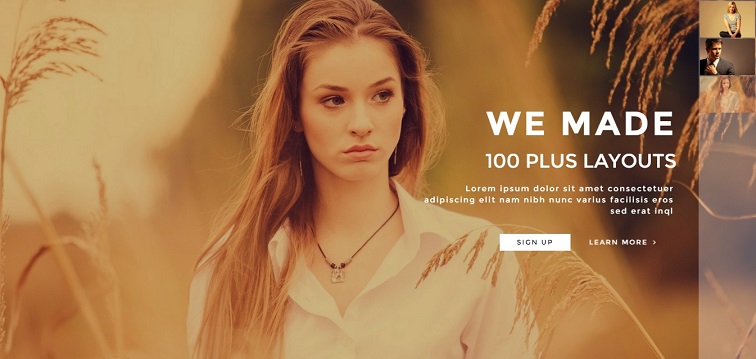 WE MADE
100 PLUS LAYOUTS
Lorem ipsum dolor sit amet consectetuer
adipiscing elit nam nibh nunc varius facilisis eros
sed erat inql
SIGN UP
LEARN MORE >